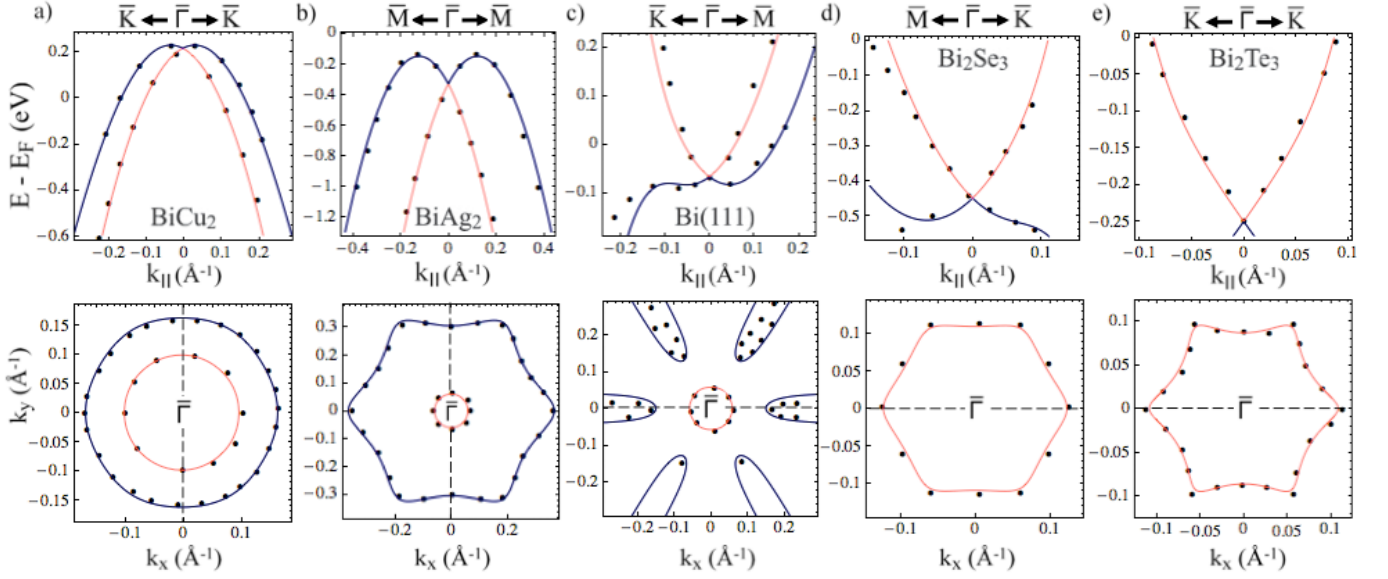 a) K̅ ← Γ̅ → K̅
b) M̅ ← Γ̅ → M̅
c) K̅ ← Γ̅ → M̅
d) M̅ ← Γ̅ → K̅
e) K̅ ← Γ̅ → K̅
E - E_F (eV)
0.2
0
-0.2
-0.4
-0.6
BiCu₂
-0.2 -0.1 0 0.1 0.2
k_|| (Å⁻¹)
0
-0.2
-0.4
-0.6
-0.8
-1
-1.2
BiAg₂
-0.4 -0.2 0 0.2 0.4
k_|| (Å⁻¹)
0.2
0.1
0
-0.1
Bi(111)
-0.2 -0.1 0 0.1 0.2
k_|| (Å⁻¹)
Bi₂Se₃
0
-0.1
-0.2
-0.3
-0.4
-0.5
-0.1 0 0.1
k_|| (Å⁻¹)
Bi₂Te₃
0
-0.05
-0.10
-0.15
-0.20
-0.25
-0.1 -0.05 0 0.05 0.1
k_|| (Å⁻¹)
k_y (Å⁻¹)
0.15
0.1
0.05
0
-0.05
-0.1
-0.15
Γ̅
-0.1 0 0.1
k_x (Å⁻¹)
0.3
0.2
0.1
0
-0.1
-0.2
-0.3
Γ̅
-0.2 0 0.2
k_x (Å⁻¹)
0.2
0.1
0
-0.1
-0.2
Γ̅
-0.2 -0.1 0 0.1 0.2
k_x (Å⁻¹)
0.1
0.05
0
-0.05
-0.1
Γ̅
-0.1 0 0.1
k_x (Å⁻¹)
0.1
0.05
0
-0.05
-0.1
Γ̅
-0.1 -0.05 0 0.05 0.1
k_x (Å⁻¹)